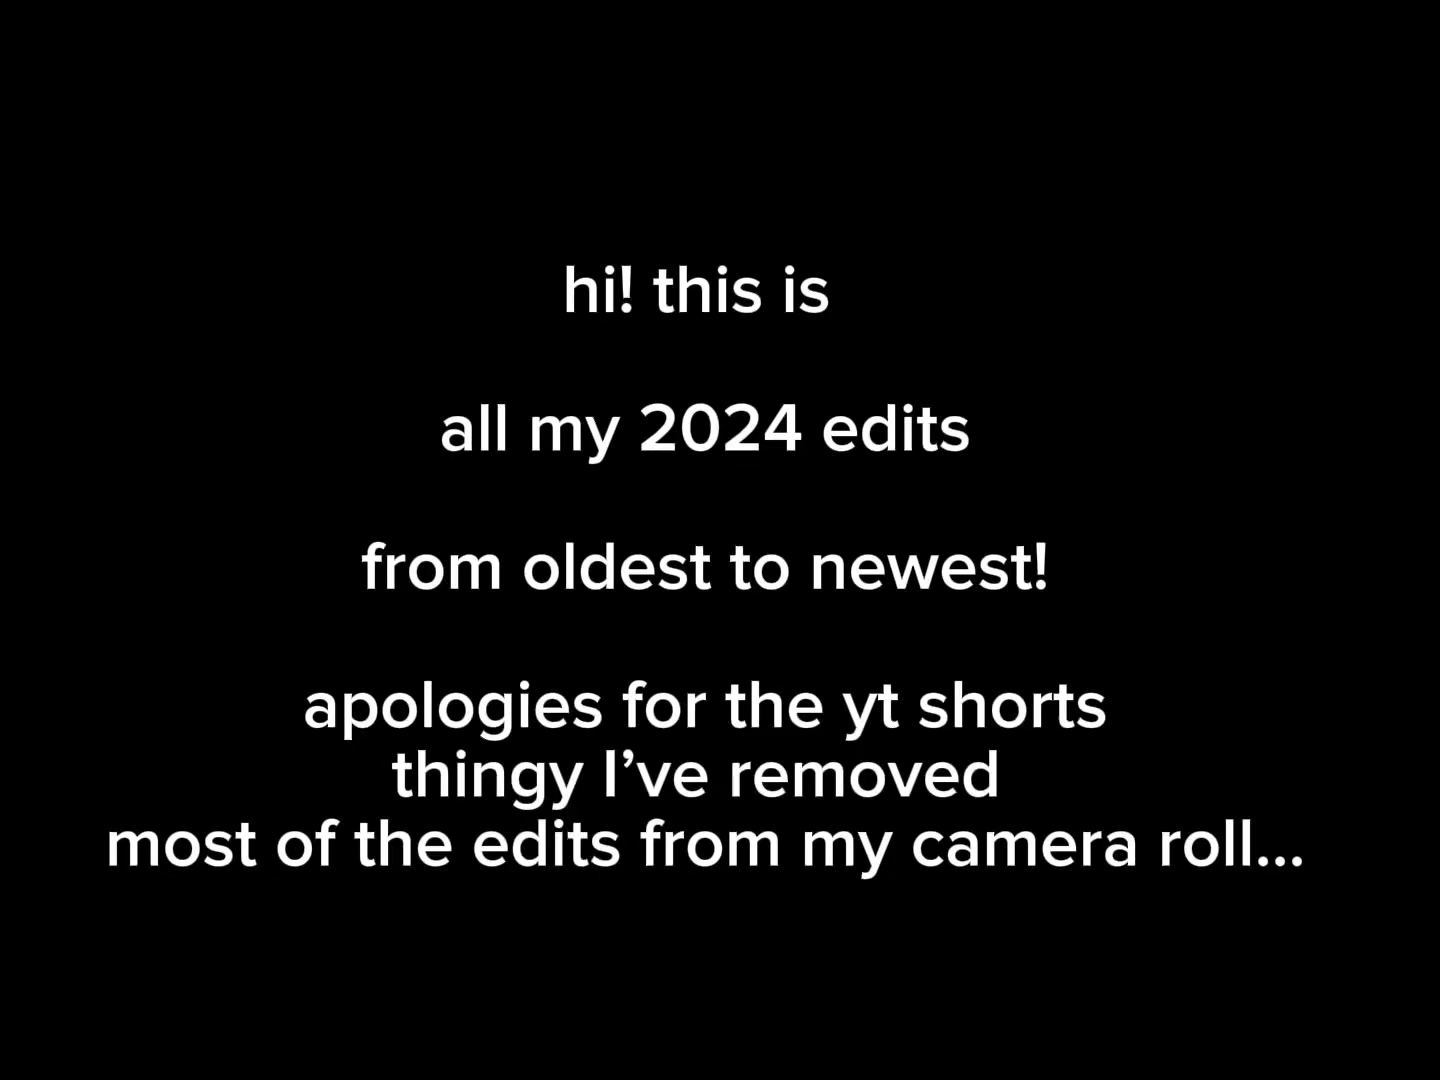 hi! this is
all my 2024 edits
from oldest to newest!
apologies for the yt shorts
thingy I’ve removed
most of the edits from my camera roll...